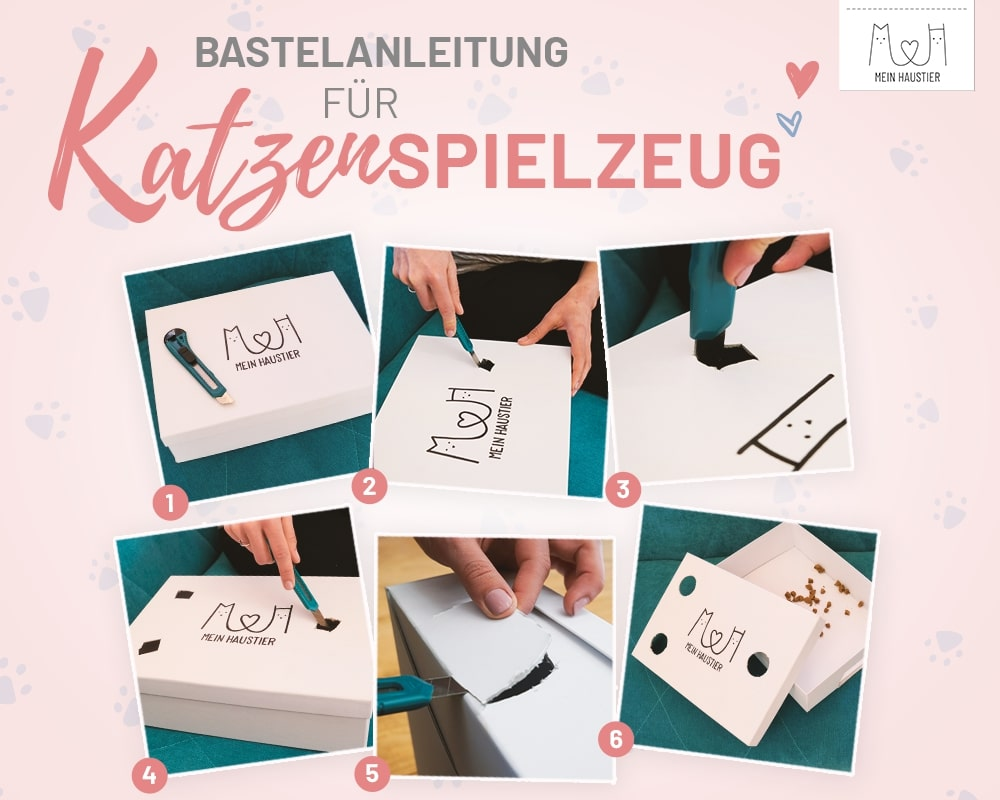 BASTELANLEITUNG
FÜR
KatzenSPIELZEUG
MEIN HAUSTIER
MEIN HAUSTIER
1
MEIN HAUSTIER
2
3
MEIN HAUSTIER
4
5
MEIN HAUSTIER
6